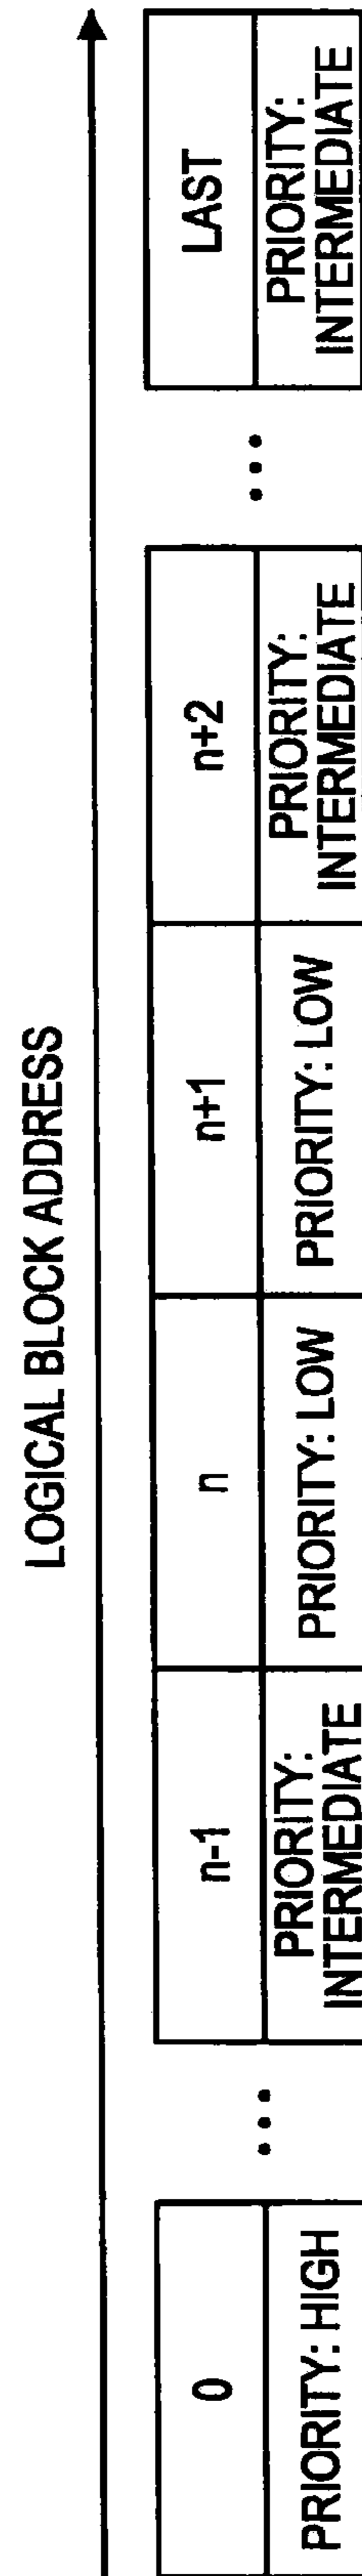 LOGICAL BLOCK ADDRESS
0
PRIORITY: HIGH
...
n-1
PRIORITY:
INTERMEDIATE
n
PRIORITY: LOW
n+1
PRIORITY: LOW
n+2
PRIORITY:
INTERMEDIATE
...
LAST
PRIORITY:
INTERMEDIATE